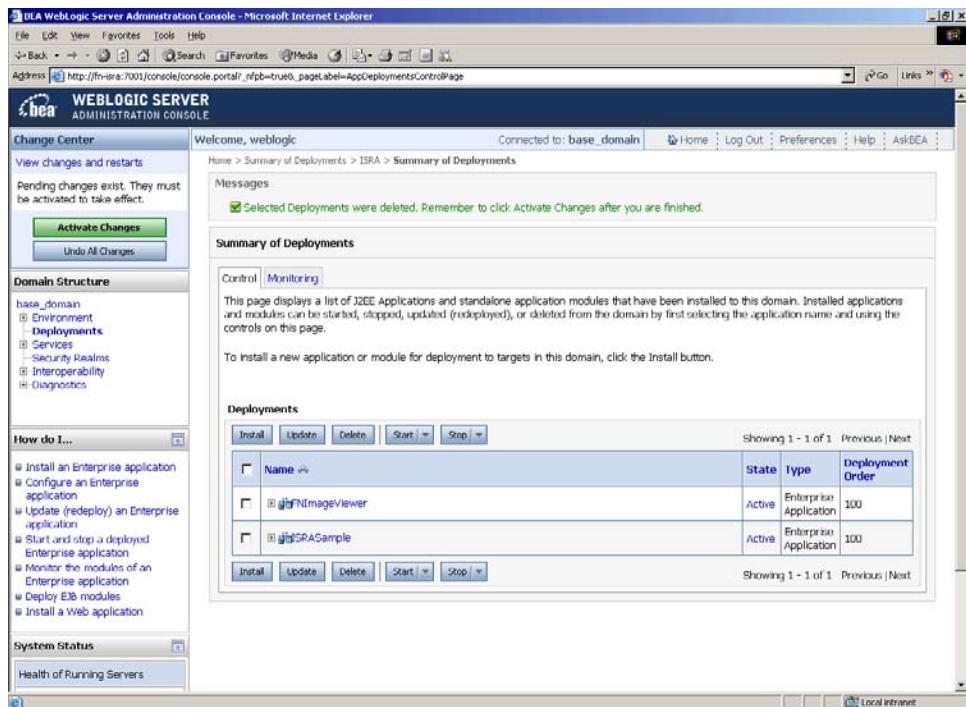 BEA WebLogic Server Administration Console - Microsoft Internet Explorer
File Edit View Favorites Tools Help
Back Search Favorites Media
Address http://fn-isra:7001/console/console.portal?_nfpb=true&_pageLabel=AppDeploymentsControlPage Go Links »
bea WEBLOGIC SERVER
ADMINISTRATION CONSOLE
Change Center
View changes and restarts
Pending changes exist. They must
be activated to take effect.
Activate Changes
Undo All Changes
Domain Structure
base_domain
Environment
Deployments
Services
Security Realms
Interoperability
Diagnostics
How do I...
Install an Enterprise application
Configure an Enterprise
application
Update (redeploy) an Enterprise
application
Start and stop a deployed
Enterprise application
Monitor the modules of an
Enterprise application
Deploy EJB modules
Install a Web application
System Status
Health of Running Servers
Welcome, weblogic Connected to: base_domain Home Log Out Preferences Help AskBEA
Home > Summary of Deployments > ISRA > Summary of Deployments
Messages
Selected Deployments were deleted. Remember to click Activate Changes after you are finished.
Summary of Deployments
Control Monitoring
This page displays a list of J2EE Applications and standalone application modules that have been installed to this domain. Installed applications
and modules can be started, stopped, updated (redeployed), or deleted from the domain by first selecting the application name and using the
controls on this page.
To install a new application or module for deployment to targets in this domain, click the Install button.
Deployments
Install Update Delete Start Stop Showing 1 - 1 of 1 Previous | Next
Name State Type Deployment Order
FNImageViewer Active Enterprise Application 100
ISRASample Active Enterprise Application 100
Install Update Delete Start Stop Showing 1 - 1 of 1 Previous | Next
Local intranet